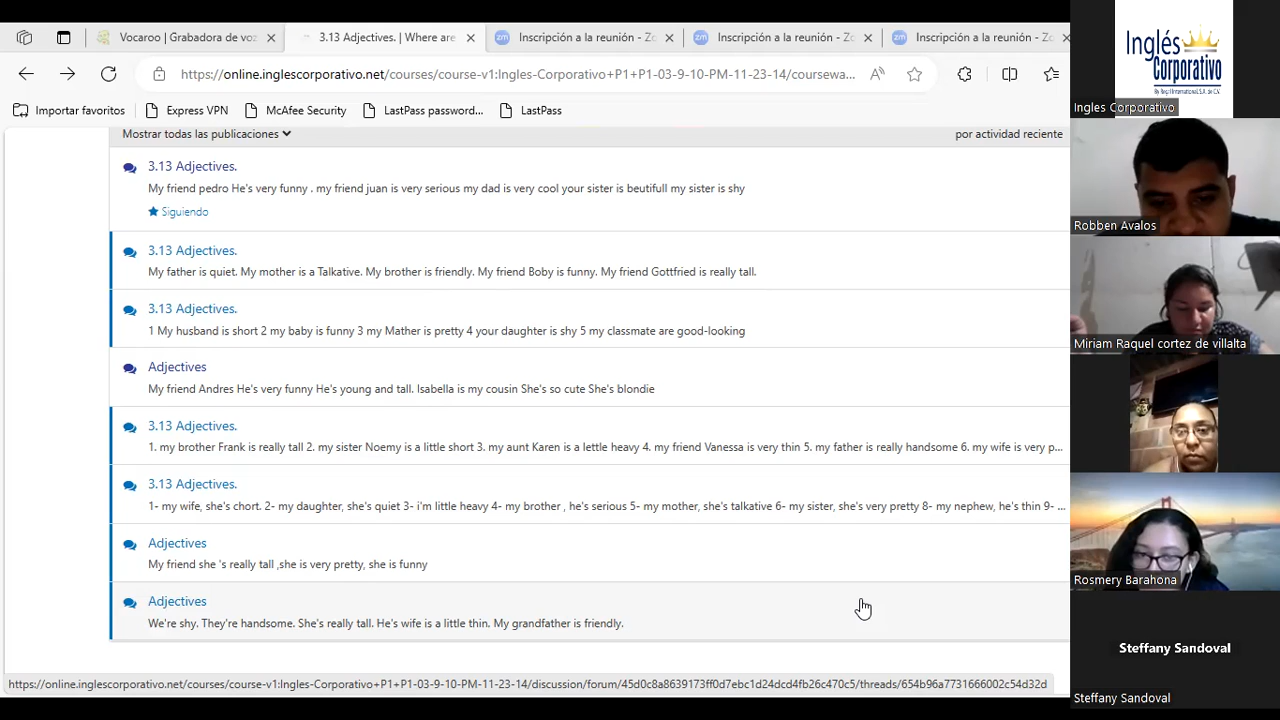 Vocaroo | Grabadora de voz
3.13 Adjectives. | Where are
Inscripción a la reunión - Zo
Inscripción a la reunión - Zo
Inscripción a la reunión - Zo
https://online.inglescorporativo.net/courses/course-v1:Ingles-Corporativo+P1+P1-03-9-10-PM-11-23-14/coursewa...
Importar favoritos
Express VPN
McAfee Security
LastPass password...
LastPass
Mostrar todas las publicaciones
por actividad reciente
3.13 Adjectives.
My friend pedro He's very funny . my friend juan is very serious my dad is very cool your sister is beutifull my sister is shy
Siguiendo
3.13 Adjectives.
My father is quiet. My mother is a Talkative. My brother is friendly. My friend Boby is funny. My friend Gottfried is really tall.
3.13 Adjectives.
1 My husband is short 2 my baby is funny 3 my Mather is pretty 4 your daughter is shy 5 my classmate are good-looking
Adjectives
My friend Andres He's very funny He's young and tall. Isabella is my cousin She's so cute She's blondie
3.13 Adjectives.
1. my brother Frank is really tall 2. my sister Noemy is a little short 3. my aunt Karen is a lettle heavy 4. my friend Vanessa is very thin 5. my father is really handsome 6. my wife is very p...
3.13 Adjectives.
1- my wife, she's chort. 2- my daughter, she's quiet 3- i'm little heavy 4- my brother , he's serious 5- my mother, she's talkative 6- my sister, she's very pretty 8- my nephew, he's thin 9- ...
Adjectives
My friend she 's really tall ,she is very pretty, she is funny
Adjectives
We're shy. They're handsome. She's really tall. He's wife is a little thin. My grandfather is friendly.
https://online.inglescorporativo.net/courses/course-v1:Ingles-Corporativo+P1+P1-03-9-10-PM-11-23-14/discussion/forum/45d0c8a8639173ff0d7ebc1d24dcd4fb26c470c5/threads/654b96a7731666002c54d32d
Inglés
Corporativo
Ingles Corporativo
Robben Avalos
Miriam Raquel cortez de villalta
Rosmery Barahona
Steffany Sandoval
Steffany Sandoval